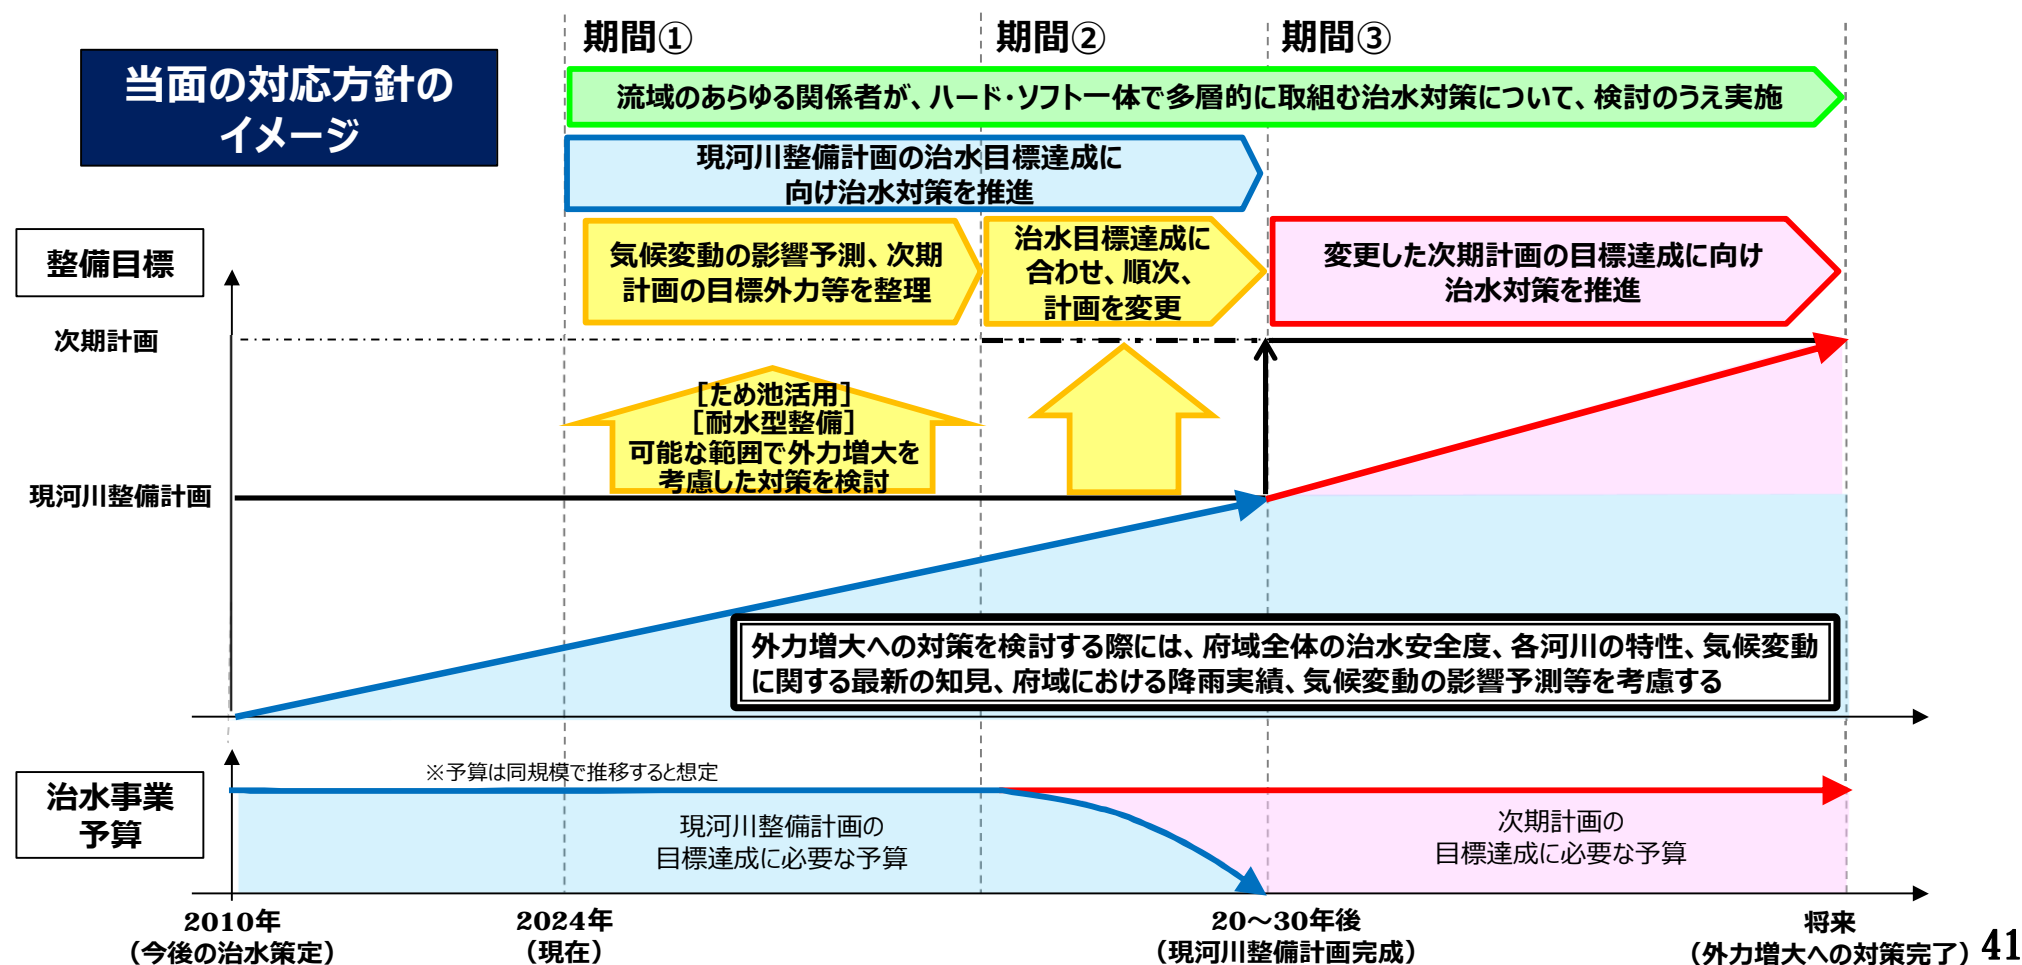 当面の対応方針の
イメージ
期間①
期間②
期間③
流域のあらゆる関係者が、ハード・ソフト一体で多層的に取組む治水対策について、検討のうえ実施
現河川整備計画の治水目標達成に
向け治水対策を推進
気候変動の影響予測、次期
計画の目標外力等を整理
治水目標達成に
合わせ、順次、
計画を変更
変更した次期計画の目標達成に向け
治水対策を推進
整備目標
次期計画
現河川整備計画
［ため池活用］
［耐水型整備］
可能な範囲で外力増大を
考慮した対策を検討
外力増大への対策を検討する際には、府域全体の治水安全度、各河川の特性、気候変動
に関する最新の知見、府域における降雨実績、気候変動の影響予測等を考慮する
治水事業
予算
※予算は同規模で推移すると想定
現河川整備計画の
目標達成に必要な予算
次期計画の
目標達成に必要な予算
2010年
（今後の治水策定）
2024年
（現在）
20～30年後
（現河川整備計画完成）
将来
（外力増大への対策完了）
41